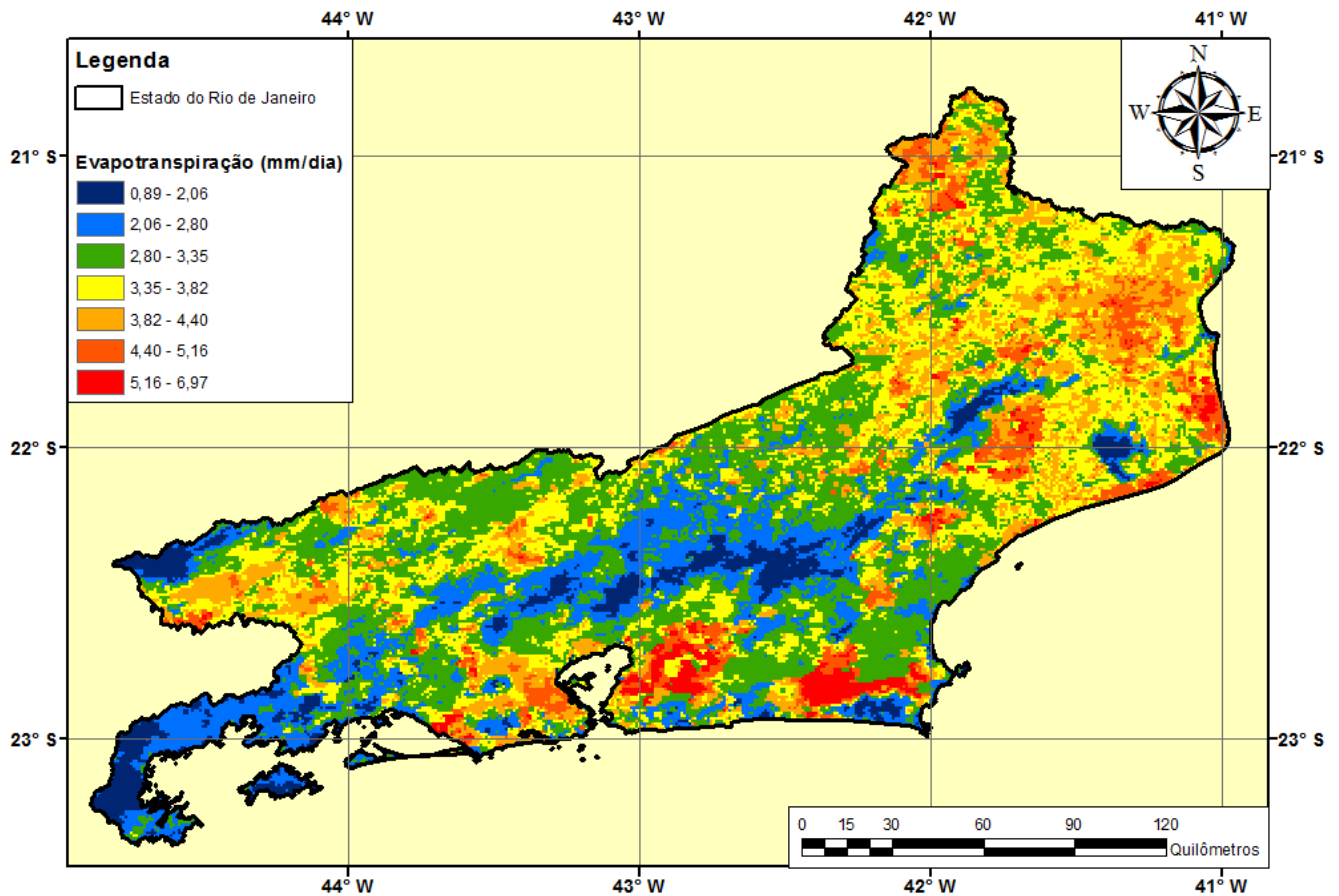 44° W 43° W 42° W 41° W
Legenda
Estado do Rio de Janeiro
Evapotranspiração (mm/dia)
0,89 - 2,06
2,06 - 2,80
2,80 - 3,35
3,35 - 3,82
3,82 - 4,40
4,40 - 5,16
5,16 - 6,97
N
W E
S
21° S 21° S
22° S 22° S
23° S 23° S
0 15 30 60 90 120
Quilômetros
44° W 43° W 42° W 41° W